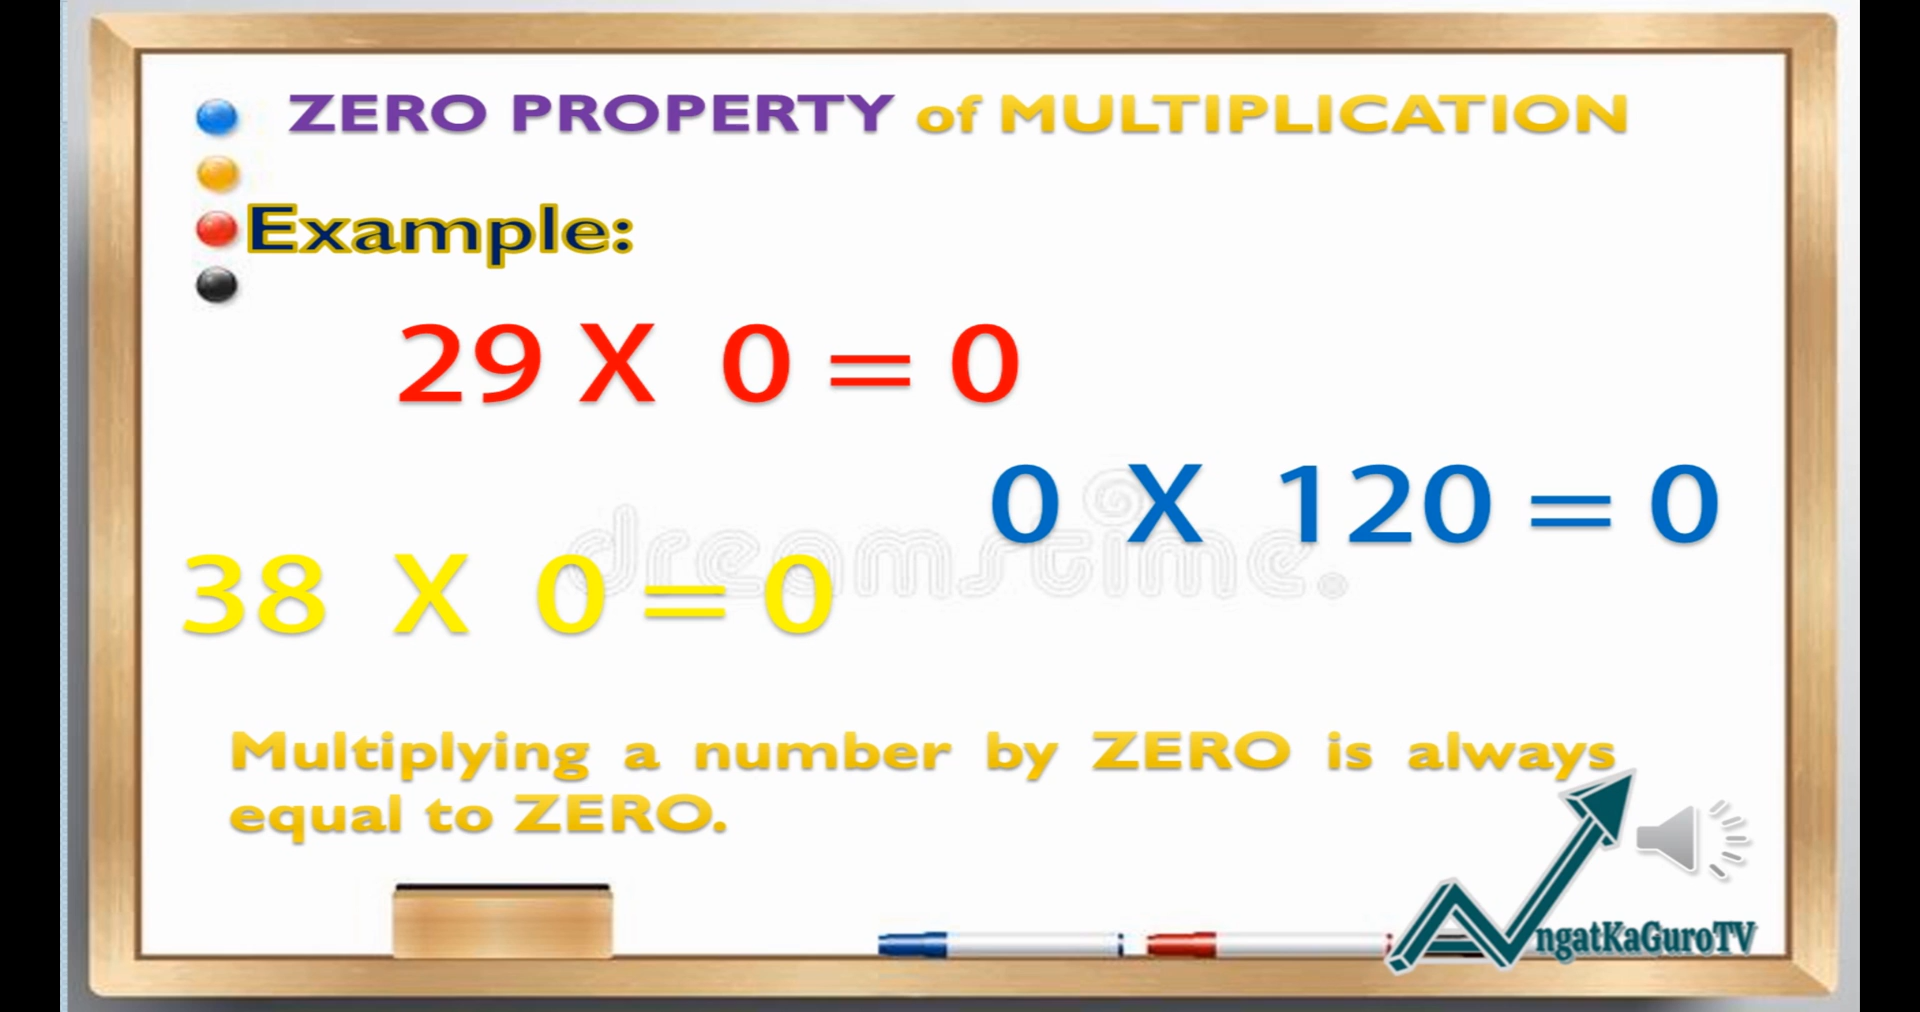 ZERO PROPERTY of MULTIPLICATION
Example:
29 X 0 = 0
0 X 120 = 0
dreamstime.
38 X 0 = 0
Multiplying a number by ZERO is always
equal to ZERO.
AngatKaGuroTV